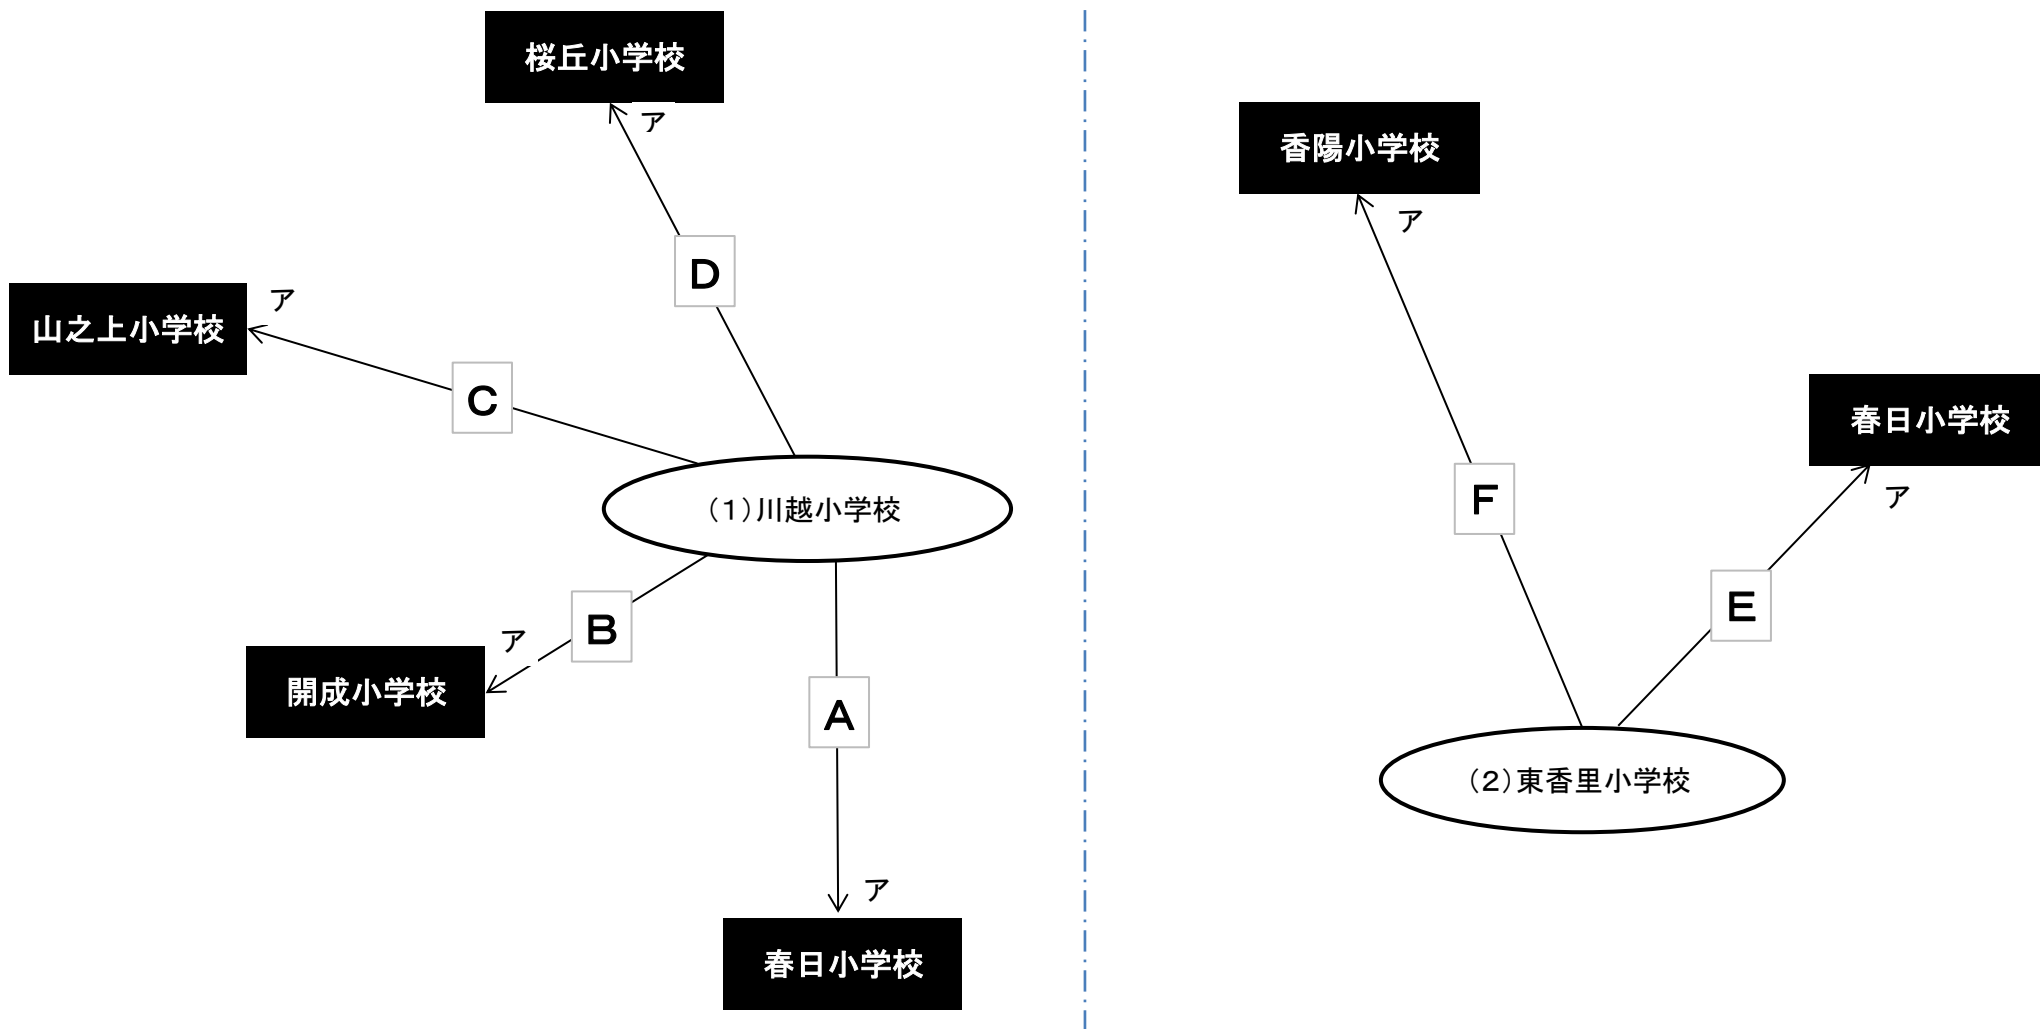 桜丘小学校
ア
D
山之上小学校
ア
C
（1）川越小学校
B
ア
開成小学校
A
ア
春日小学校
香陽小学校
ア
春日小学校
ア
F
E
（2）東香里小学校